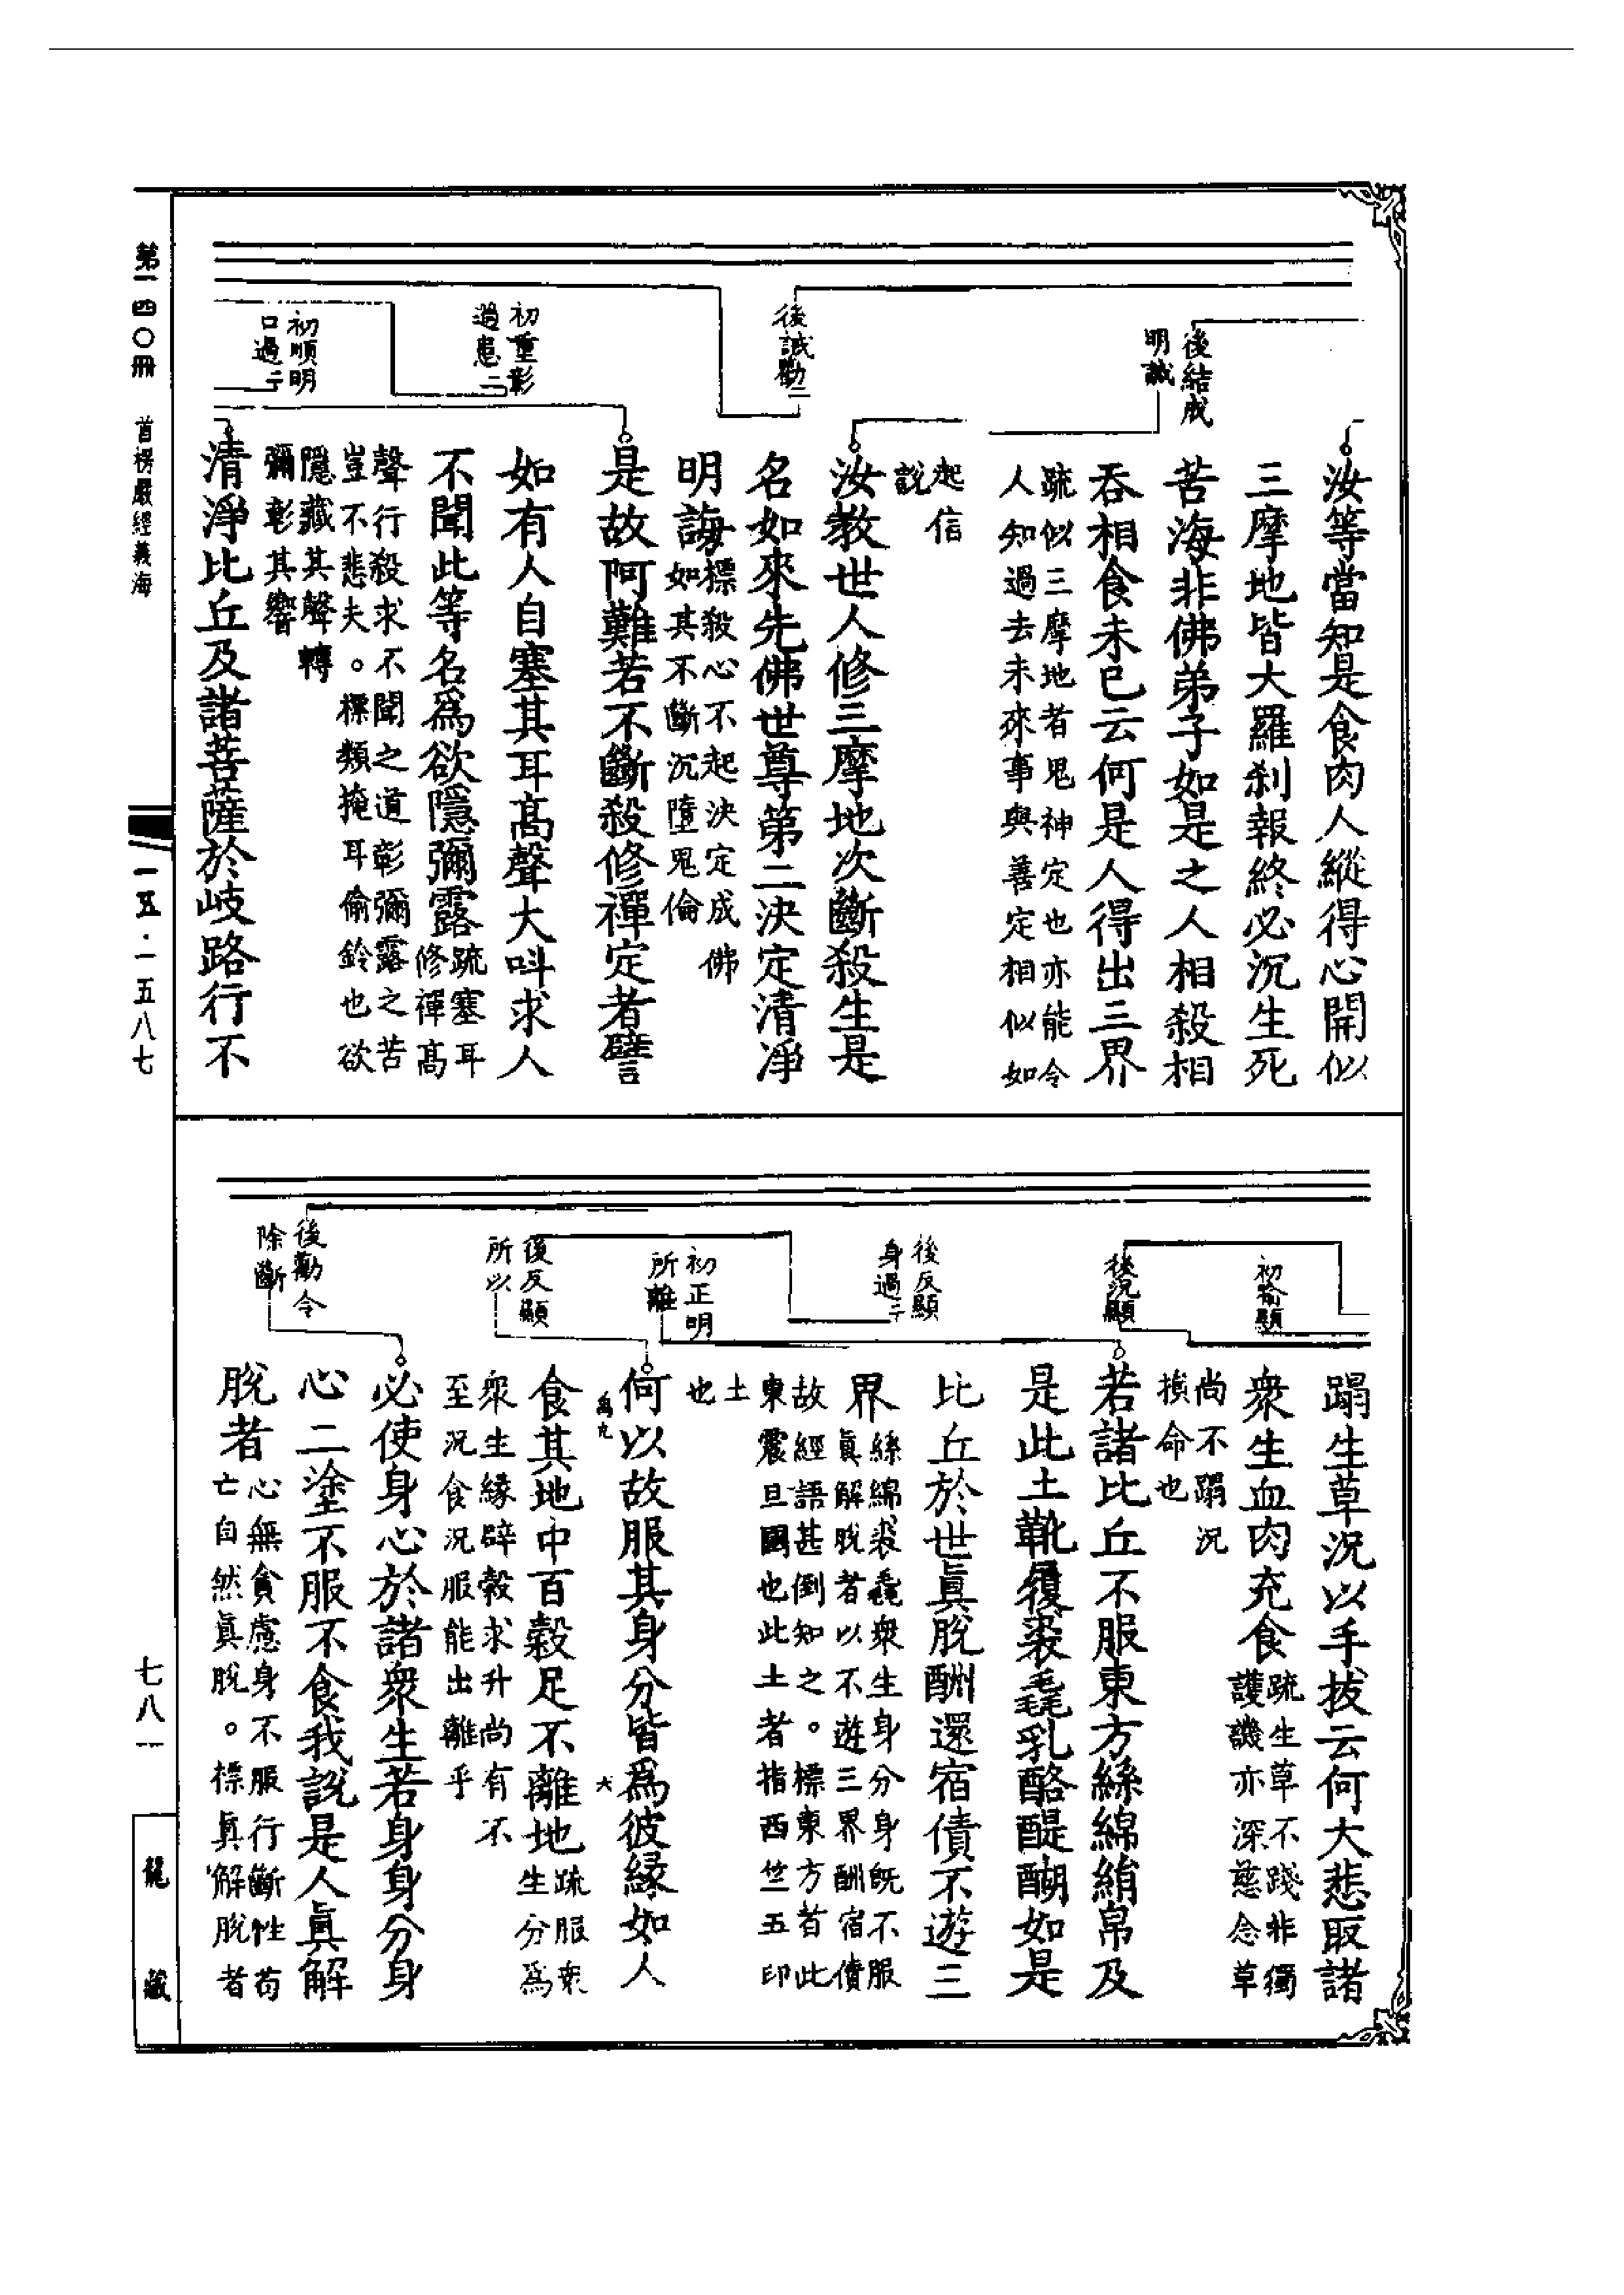 後結成
明誡
後誡勸二
初重彰
過患二
初順明
口過二
汝等當知是食肉人縱得心開似
三摩地皆大羅剎報終必沉生死
苦海非佛弟子如是之人相殺相
吞相食未已云何是人得出三界
疏似三摩地者鬼神定也亦能令
人知過去未來事與善定相似如
起信
說
汝教世人修三摩地次斷殺生是
名如來先佛世尊第二決定清淨
明誨
標殺心不起決定成佛
如其不斷沉墮鬼倫
是故阿難若不斷殺修禪定者譬
如有人自塞其耳高聲大呌求人
不聞此等名爲欲隱彌露
疏塞耳
修禪高
聲行殺求不聞之道彰彌露之苦
豈不悲夫。標類掩耳偷鈴也欲
隱藏其聲轉
彌彰其響
清淨比丘及諸菩薩於岐路行不
第一四〇冊 首楞嚴經義海
一五·一五八七
初喻顯
後況顯
後反顯
身過二
初正明
所離
後反顯
所以
後勸令
除斷
蹋生草況以手拔云何大悲取諸
衆生血肉充食
疏生草不踐非獨
護譏亦深慈念草
尚不蹋況
損命也
若諸比丘不服東方絲綿絹帛及
是此土靴履裘毳乳酪醍醐如是
比丘於世眞脫酬還宿債不遊三
界
絲綿裘毳衆生身分身旣不服
眞解脫者以不遊三界酬宿債
故經語甚倒知之。標東方者此
東震旦國也此土者指西竺五印
土
也
何以故服其身分皆爲彼緣如人
食其地中百穀足不離地
疏服衆
生分爲
衆生緣辟穀求升尚有不
至況食況服能出離乎
必使身心於諸衆生若身身分身
心二塗不服不食我說是人眞解
脫者
心無貪慮身不服行斷性苟
亡自然眞脫。標眞解脫者
七八一
龍 藏